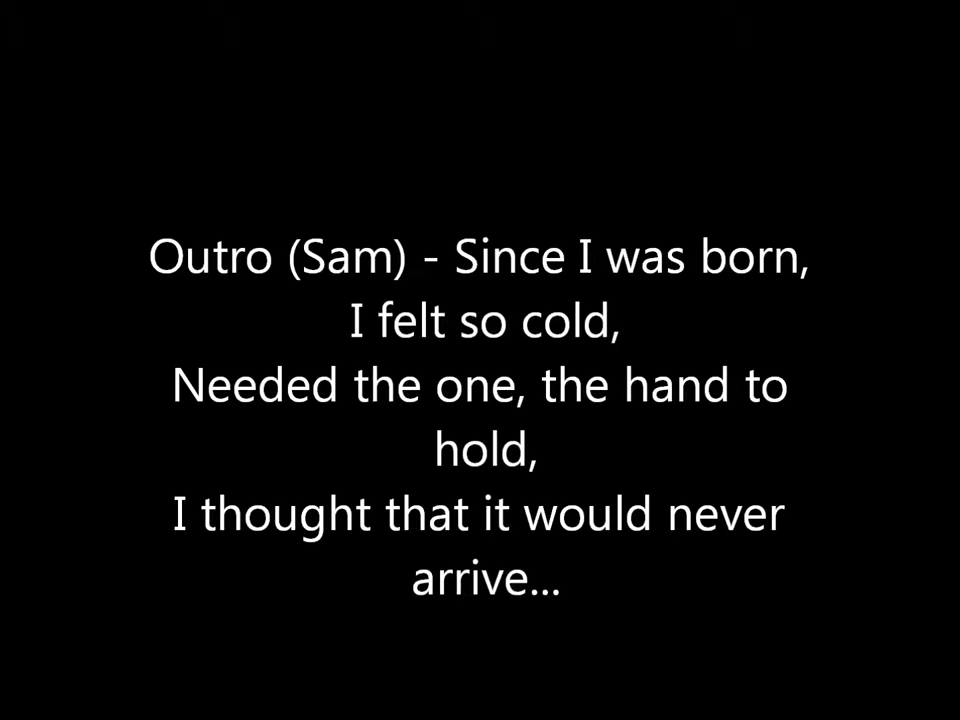 Outro (Sam) - Since I was born,
I felt so cold,
Needed the one, the hand to
hold,
I thought that it would never
arrive...